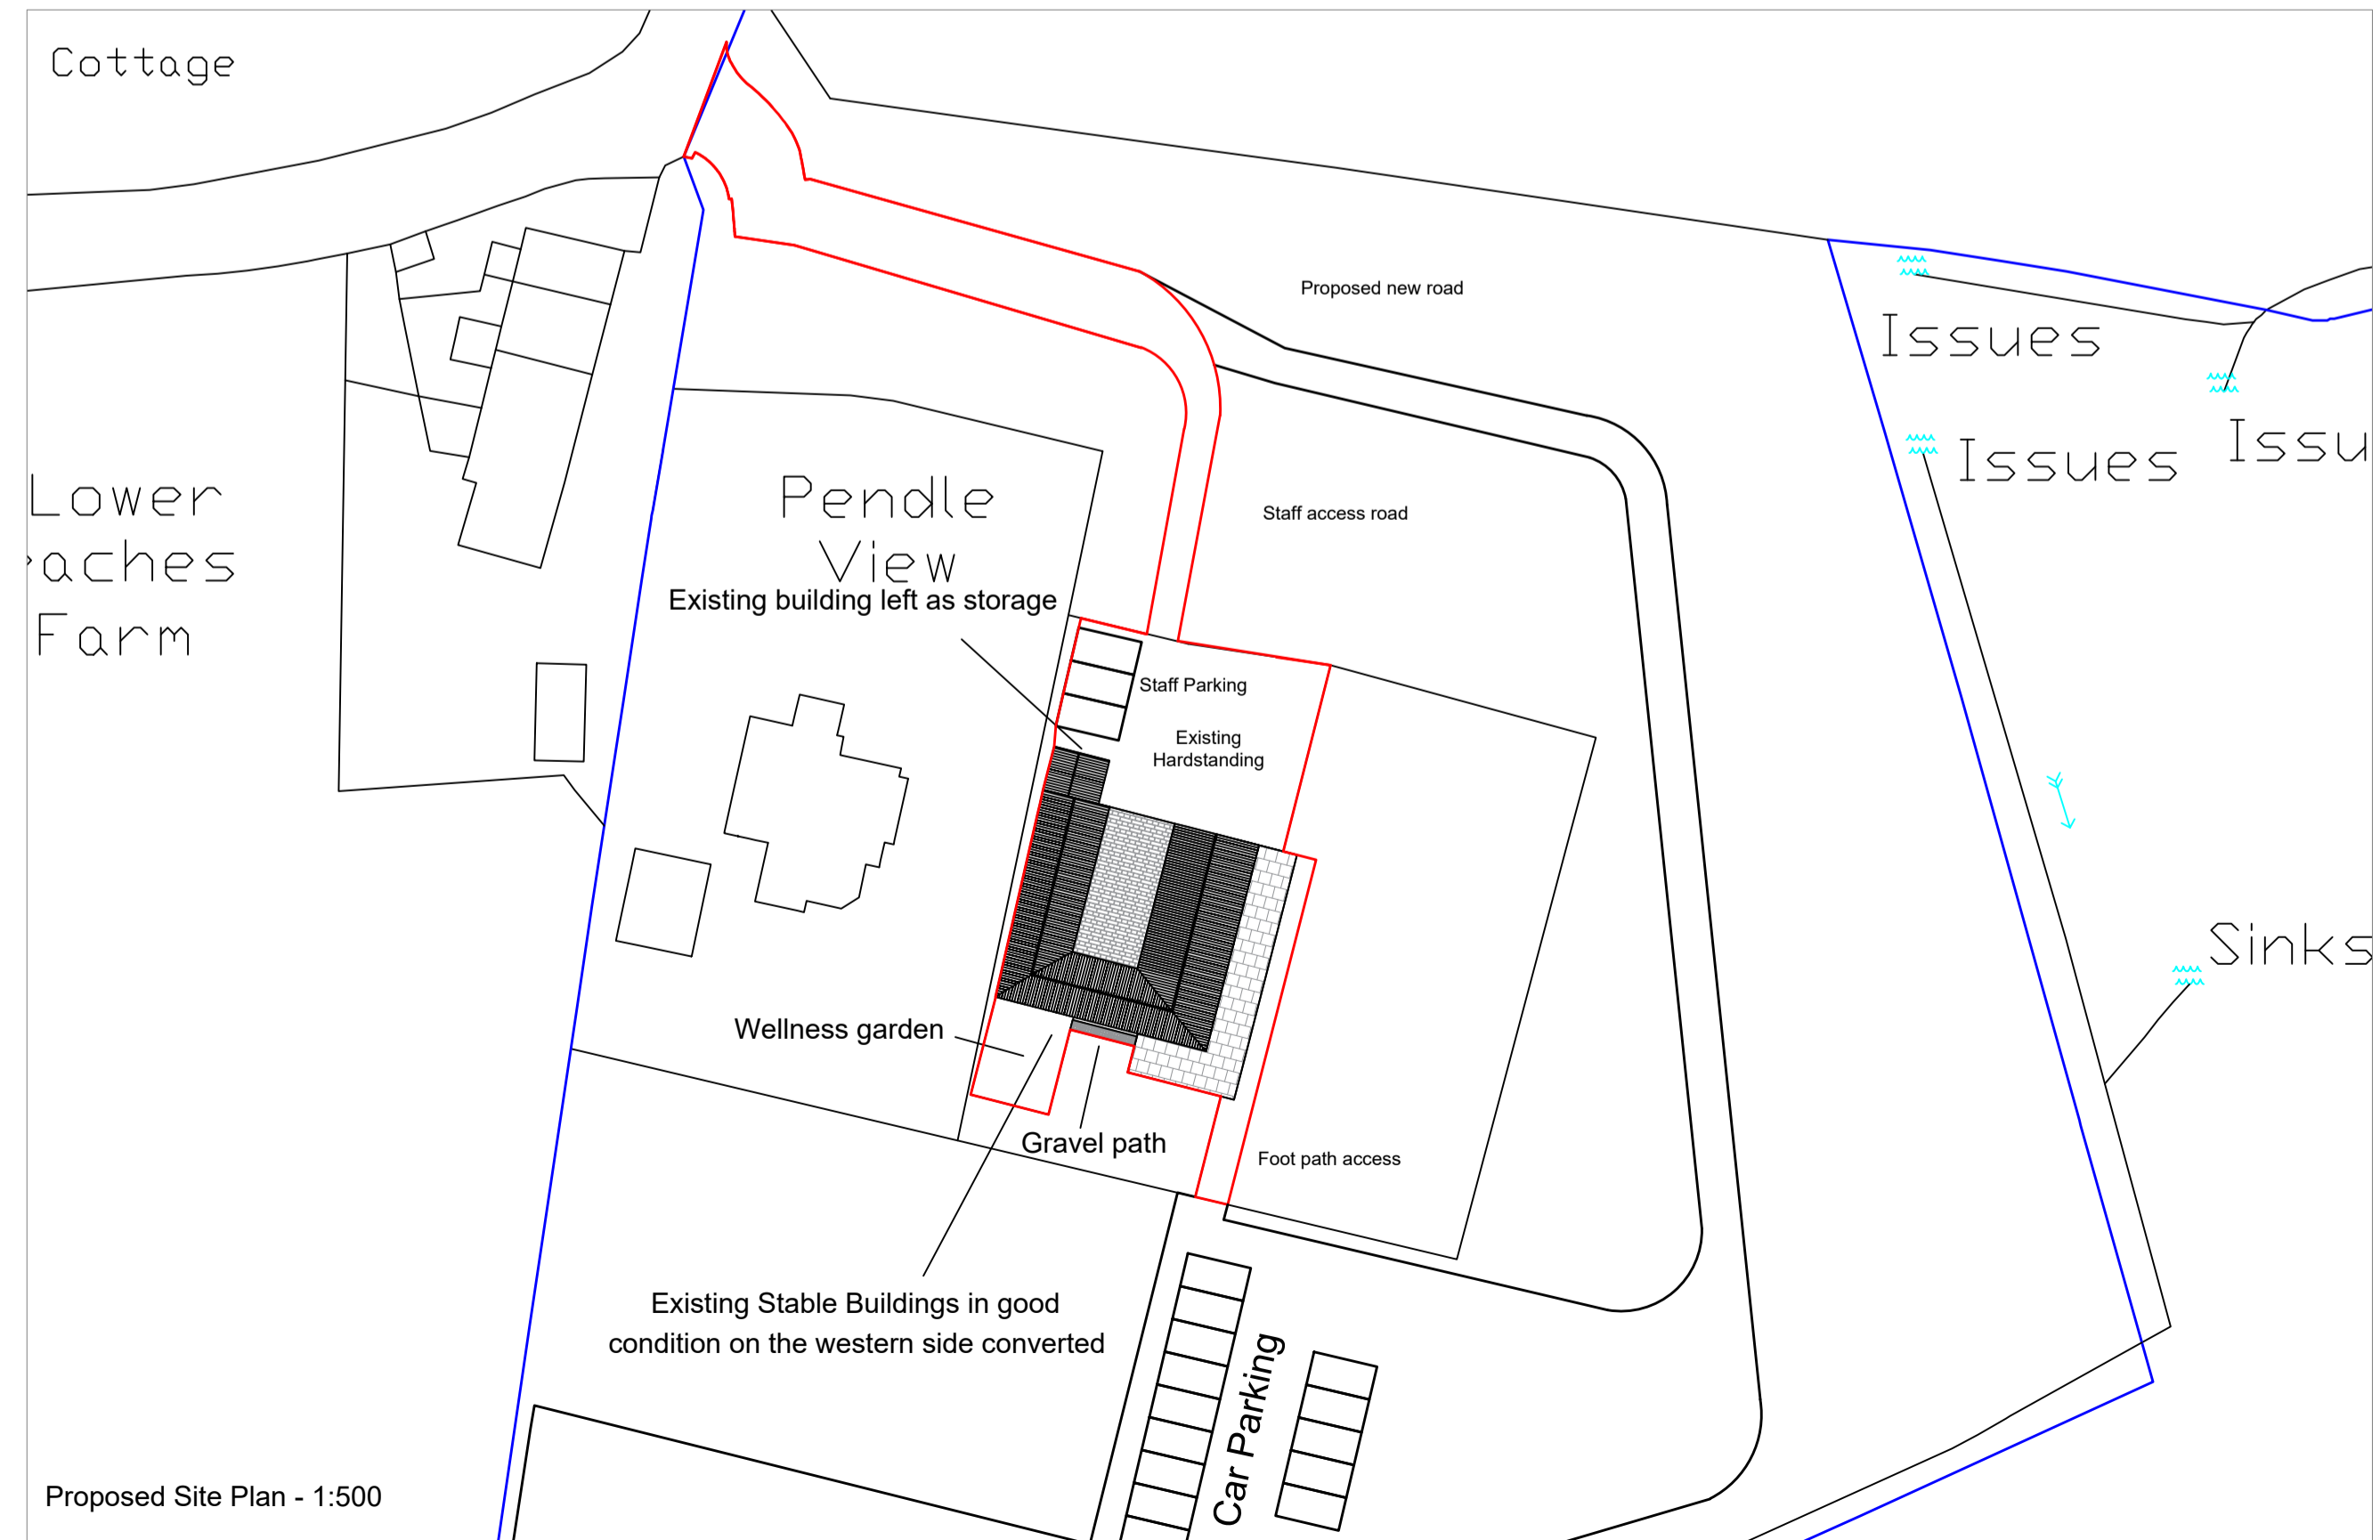 Cottage
Proposed new road
Issues
Issues
Lower
Farm
Pendle
View
Staff access road
Existing building left as storage
Staff Parking
Existing
Hardstanding
Sinks
Wellness garden
Gravel path
Foot path access
Existing Stable Buildings in good
condition on the western side converted
Car Parking
Proposed Site Plan - 1:500